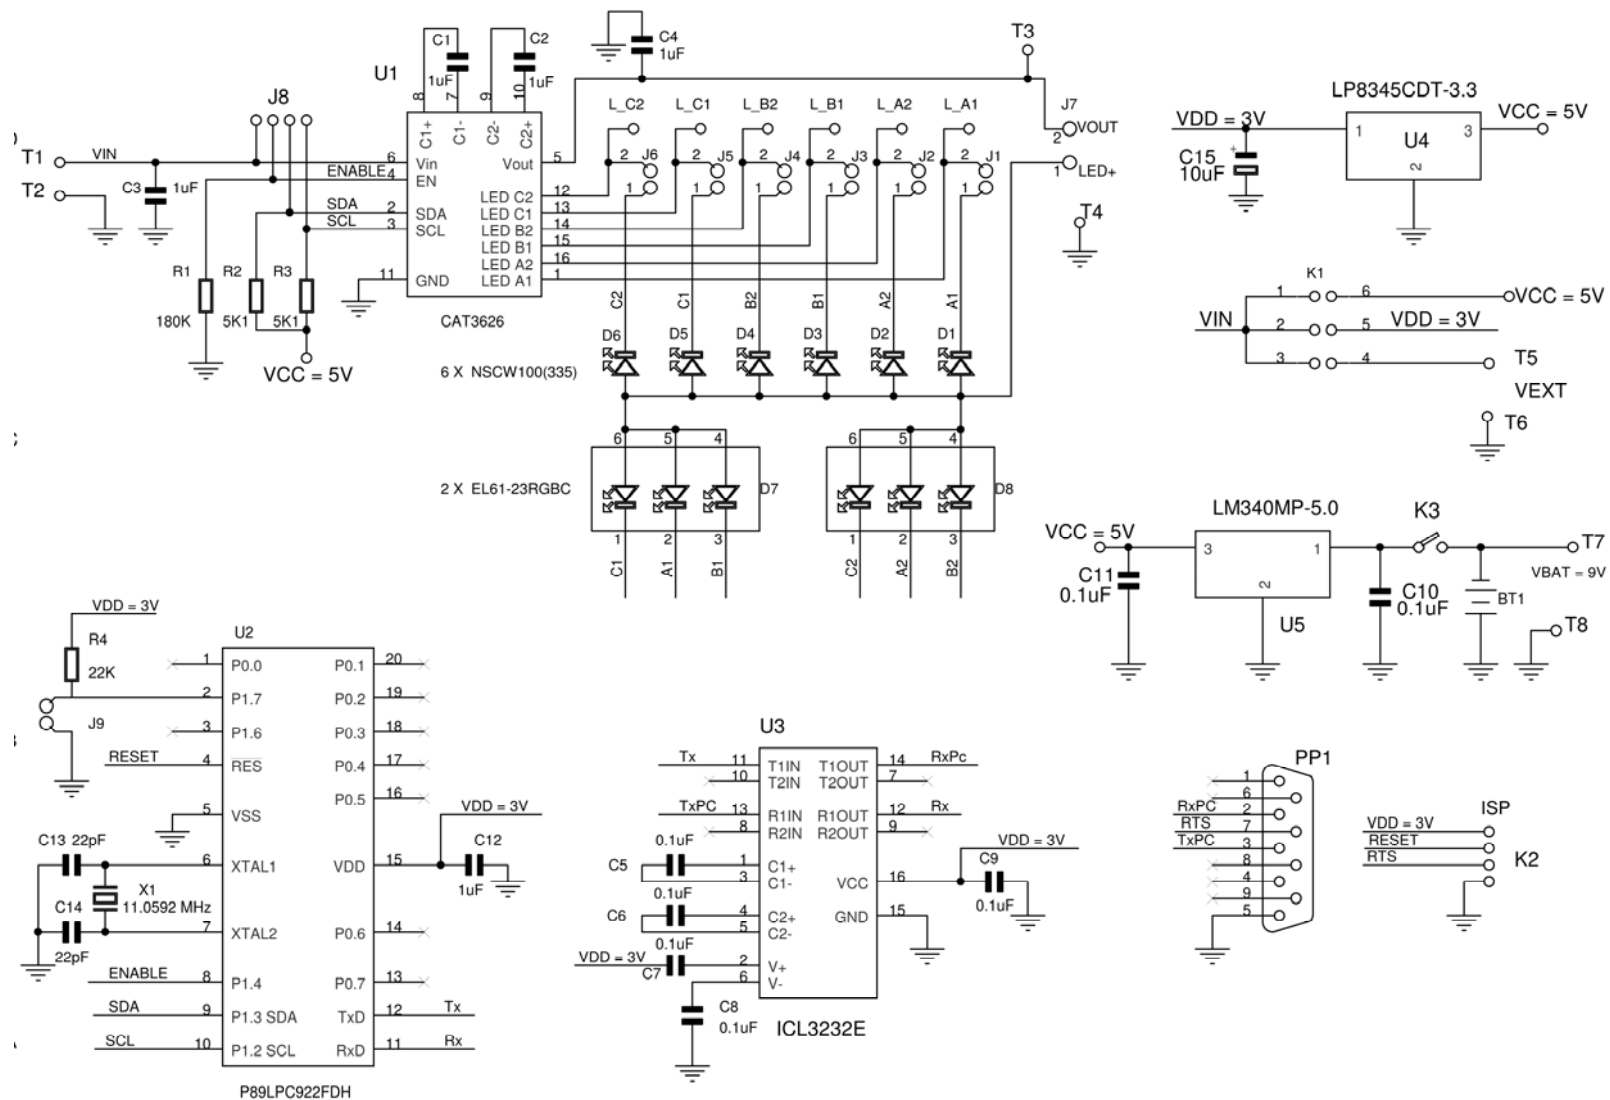 C1
1uF
C2
1uF
C4
1uF
T3
U1
8
7
9
10
J8
C1+
C1-
C2-
C2+
L_C2
L_C1
L_B2
L_B1
L_A2
L_A1
J7
VOUT
2
LED+
1
T1
VIN
6
Vin
Vout
5
ENABLE
4
EN
T2
C3
1uF
SDA
2
SDA
SCL
3
SCL
LED C2
12
LED C1
13
LED B2
14
LED B1
15
LED A2
16
LED A1
1
11
GND
2
J6
1
2
J5
1
2
J4
1
2
J3
1
2
J2
1
2
J1
1
T4
R1
180K
R2
5K1
R3
5K1
VCC = 5V
CAT3626
C2
C1
B2
B1
A2
A1
D6
D5
D4
D3
D2
D1
6 X NSCW100(335)
2 X EL61-23RGBC
6
5
4
D7
1
2
3
C1
A1
B1
6
5
4
D8
1
2
3
C2
A2
B2
LP8345CDT-3.3
VDD = 3V
1
U4
3
VCC = 5V
2
+
C15
10uF
K1
VIN
1
6
VCC = 5V
2
5
VDD = 3V
3
4
T5
VEXT
T6
LM340MP-5.0
K3
VCC = 5V
3
1
2
U5
T7
VBAT = 9V
C11
0.1uF
C10
0.1uF
BT1
T8
VDD = 3V
R4
22K
J9
U2
1
P0.0
P0.1
20
2
P1.7
P0.2
19
3
P1.6
P0.3
18
RESET
4
RES
P0.4
17
P0.5
16
5
VSS
VDD = 3V
C13 22pF
6
XTAL1
VDD
15
C12
1uF
X1
11.0592 MHz
C14
22pF
7
XTAL2
P0.6
14
ENABLE
8
P1.4
P0.7
13
SDA
9
P1.3 SDA
TxD
12
Tx
SCL
10
P1.2 SCL
RxD
11
Rx
P89LPC922FDH
U3
Tx
11
T1IN
T1OUT
14
RxPc
10
T2IN
T2OUT
7
TxPC
13
R1IN
R1OUT
12
Rx
8
R2IN
R2OUT
9
0.1uF
C5
1
C1+
3
C1-
0.1uF
VCC
16
VDD = 3V
C9
0.1uF
C6
4
C2+
5
C2-
GND
15
0.1uF
VDD = 3V
C7
2
V+
6
V-
C8
0.1uF
ICL3232E
PP1
1
6
RxPC
2
RTS
7
TxPC
3
8
4
9
5
ISP
VDD = 3V
RESET
RTS
K2